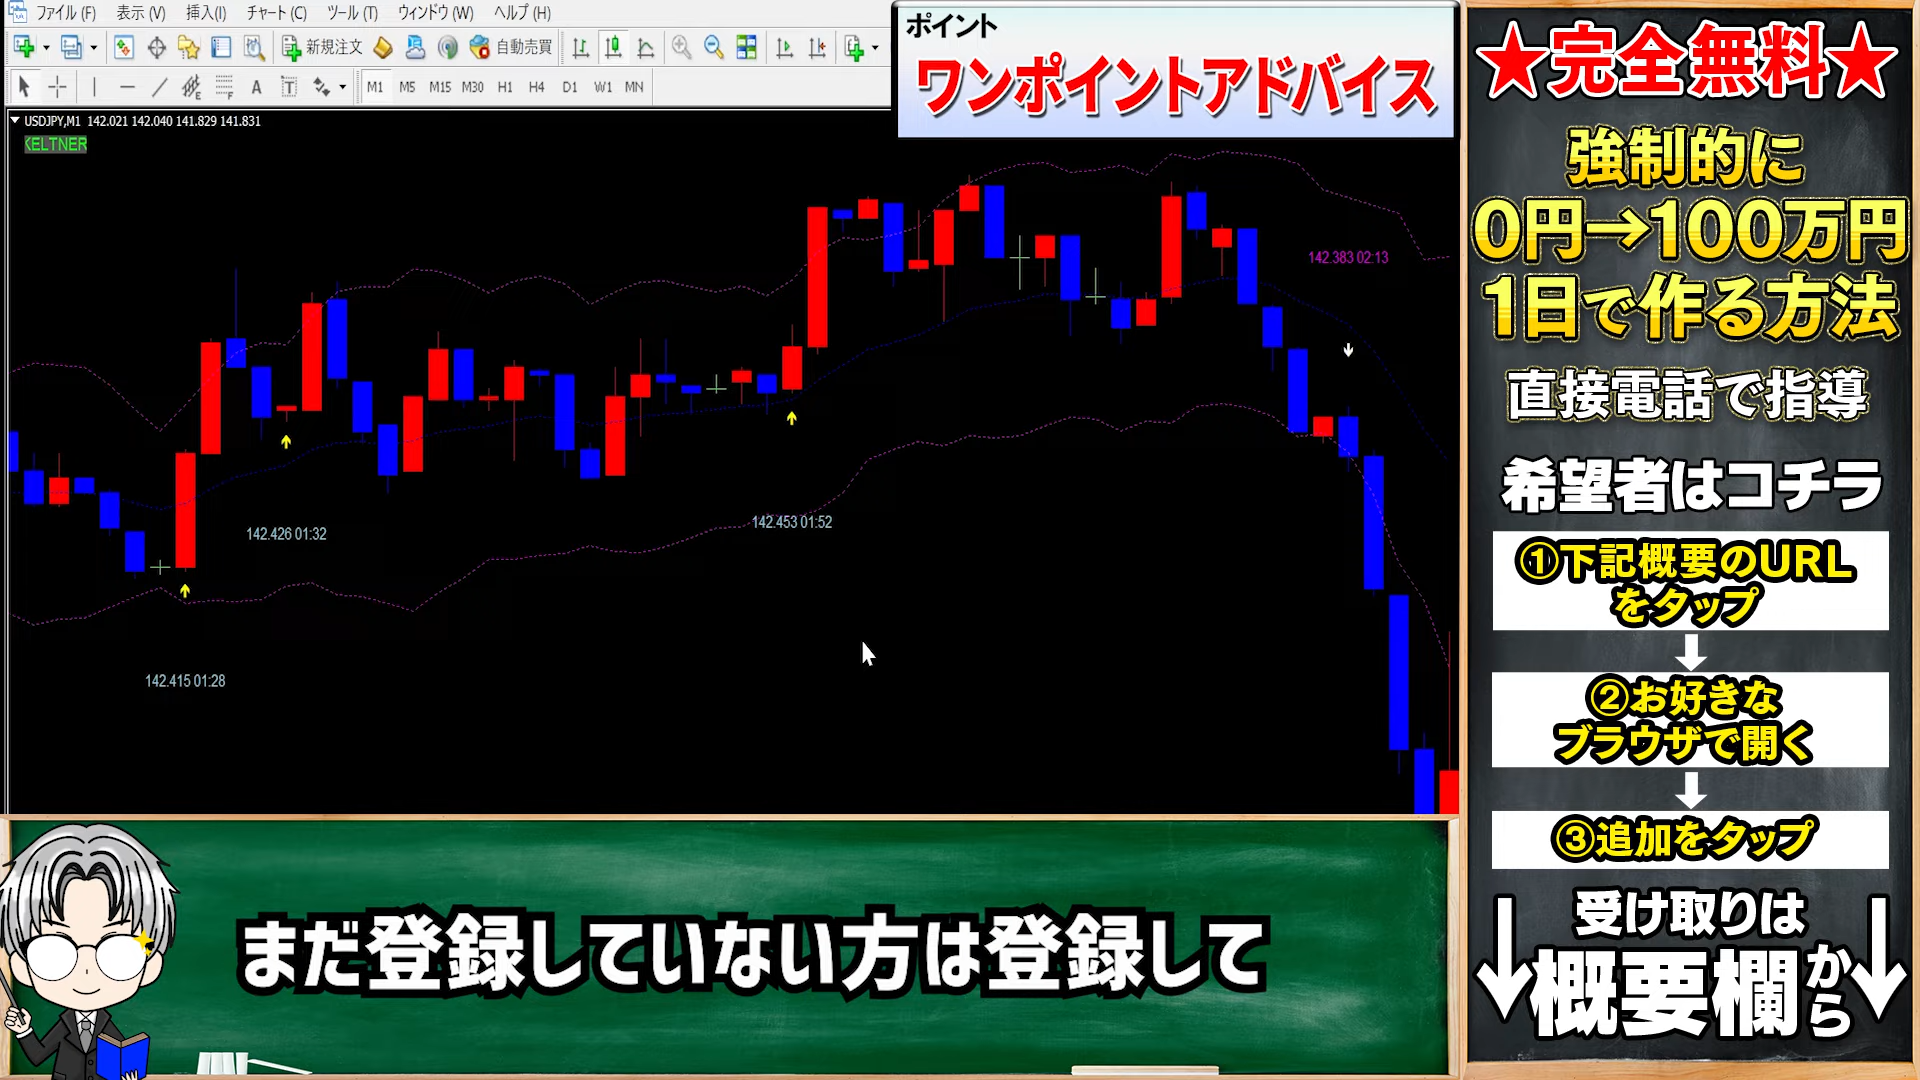 ファイル (F) 表示 (V) 挿入(I) チャート (C) ツール (T) ウィンドウ (W) ヘルプ (H)
新規注文 自動売買
A T M1 M5 M15 M30 H1 H4 D1 W1 MN
USDJPY,M1 142.021 142.040 141.829 141.831
KELTNER
142.383 02:13
142.426 01:32
142.453 01:52
142.415 01:28
ポイント
ワンポイントアドバイス
まだ登録していない方は登録して
★完全無料★
強制的に
0円→100万円
1日で作る方法
直接電話で指導
希望者はコチラ
①下記概要のURL
をタップ
②お好きな
ブラウザで開く
③追加をタップ
受け取りは
概要欄から